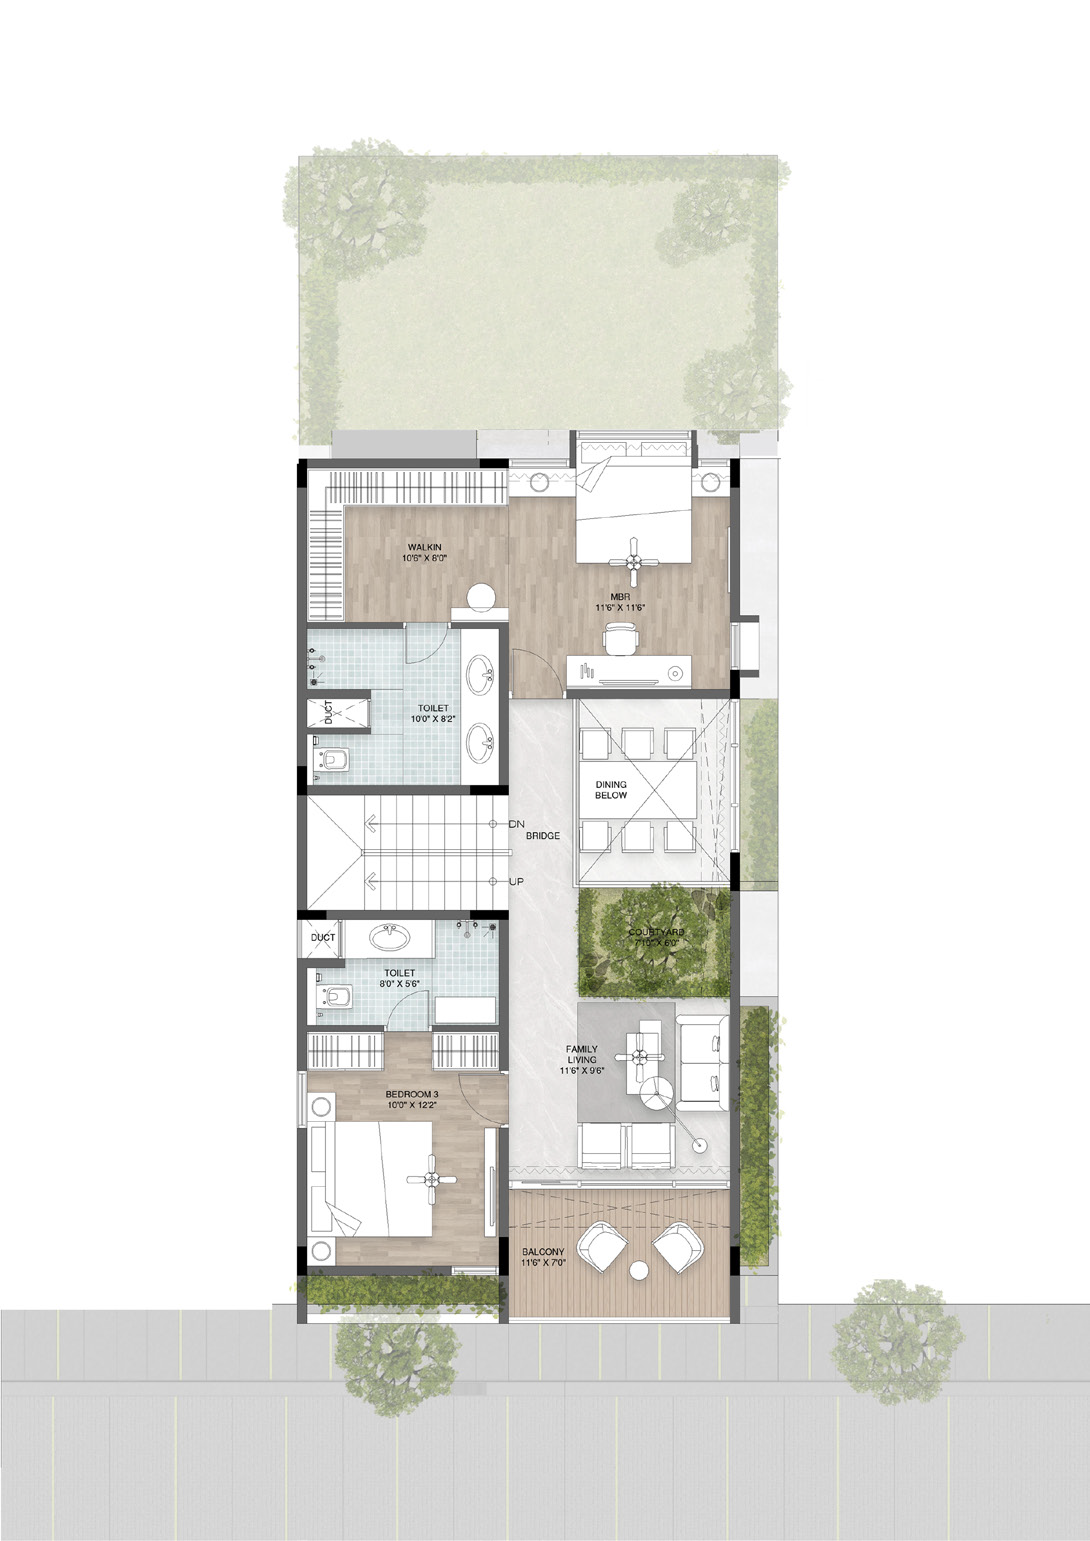 WALKIN
10'6" X 8'0"
MBR
11'6" X 11'6"
DUCT
TOILET
10'0" X 8'2"
DINING
BELOW
DN
BRIDGE
UP
DUCT
COURTYARD
7'10" X 6'0"
TOILET
8'0" X 5'6"
FAMILY
LIVING
11'6" X 9'6"
BEDROOM 3
10'0" X 12'2"
BALCONY
11'6" X 7'0"